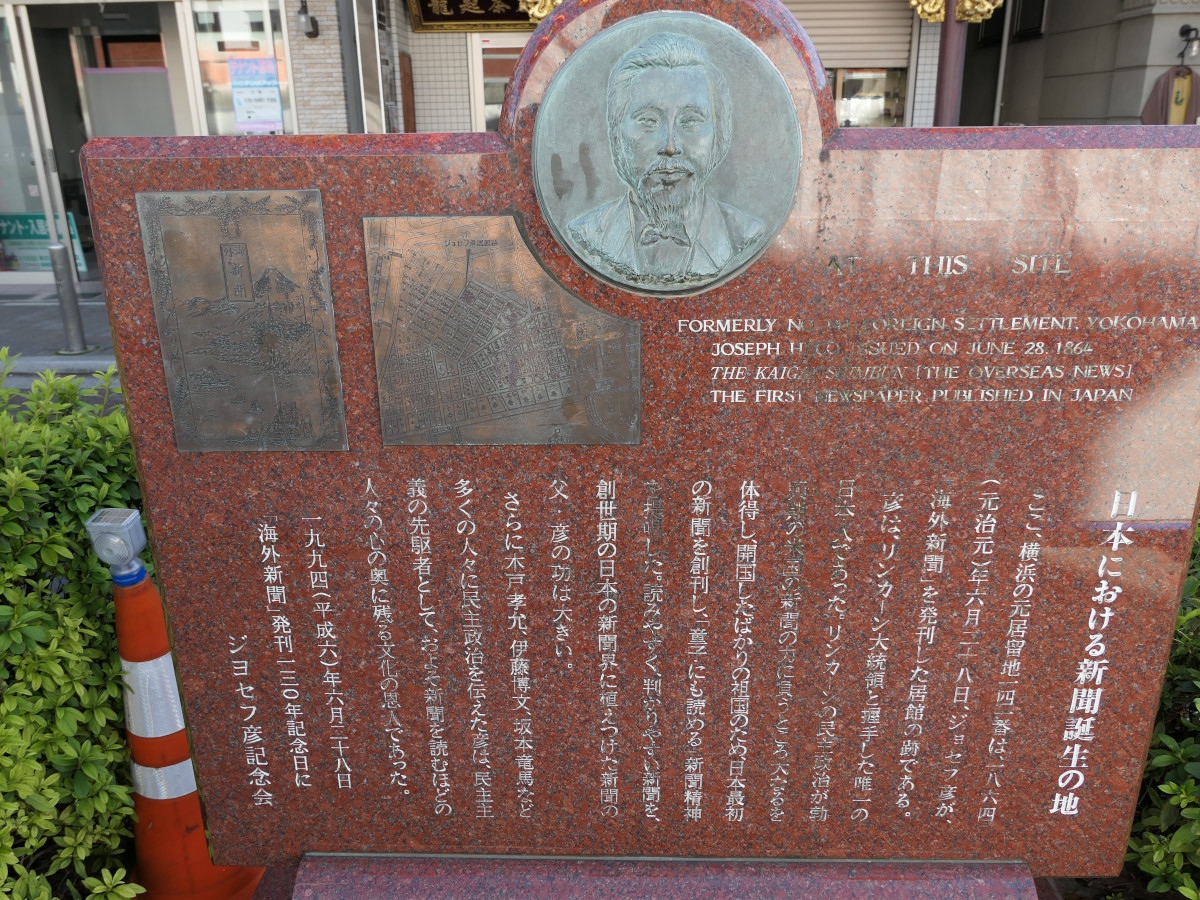 AT THIS SITE
FORMERLY NO. FOREIGN SETTLEMENT, YOKOHAMA
JOSEPH HECO ISSUED ON JUNE 28, 1864
THE KAIGAI SHIMBUN [THE OVERSEAS NEWS]
THE FIRST NEWSPAPER PUBLISHED IN JAPAN
日本における新聞誕生の地
ここ、横浜の元居留地一四一番は、一八六四
(元治元)年六月二十八日、ジョセフ彦が、
「海外新聞」を発刊した居館の跡である。
彦は、リンカーン大統領と握手した唯一の
日本人であった。リンカーンの民主政治が
米国の新聞の力に負うところ大なるを
体得し、開国したばかりの祖国のため、日本最初
の新聞を創刊し、「童子にも読める」新聞精神
した。読みやすく、判かりやすい新聞を、
創世期の日本の新聞界に植えつけた新聞の
父・彦の功は大きい。
さらに木戸孝允、伊藤博文、坂本竜馬など
多くの人々に民主政治を伝えた彦は、民主主
義の先駆者として、およそ新聞を読むほどの
人々の心の奥に残る文化の恩人であった。
一九九四(平成六)年六月二十八日
「海外新聞」発刊一三〇年記念日に
ジョセフ彦記念会